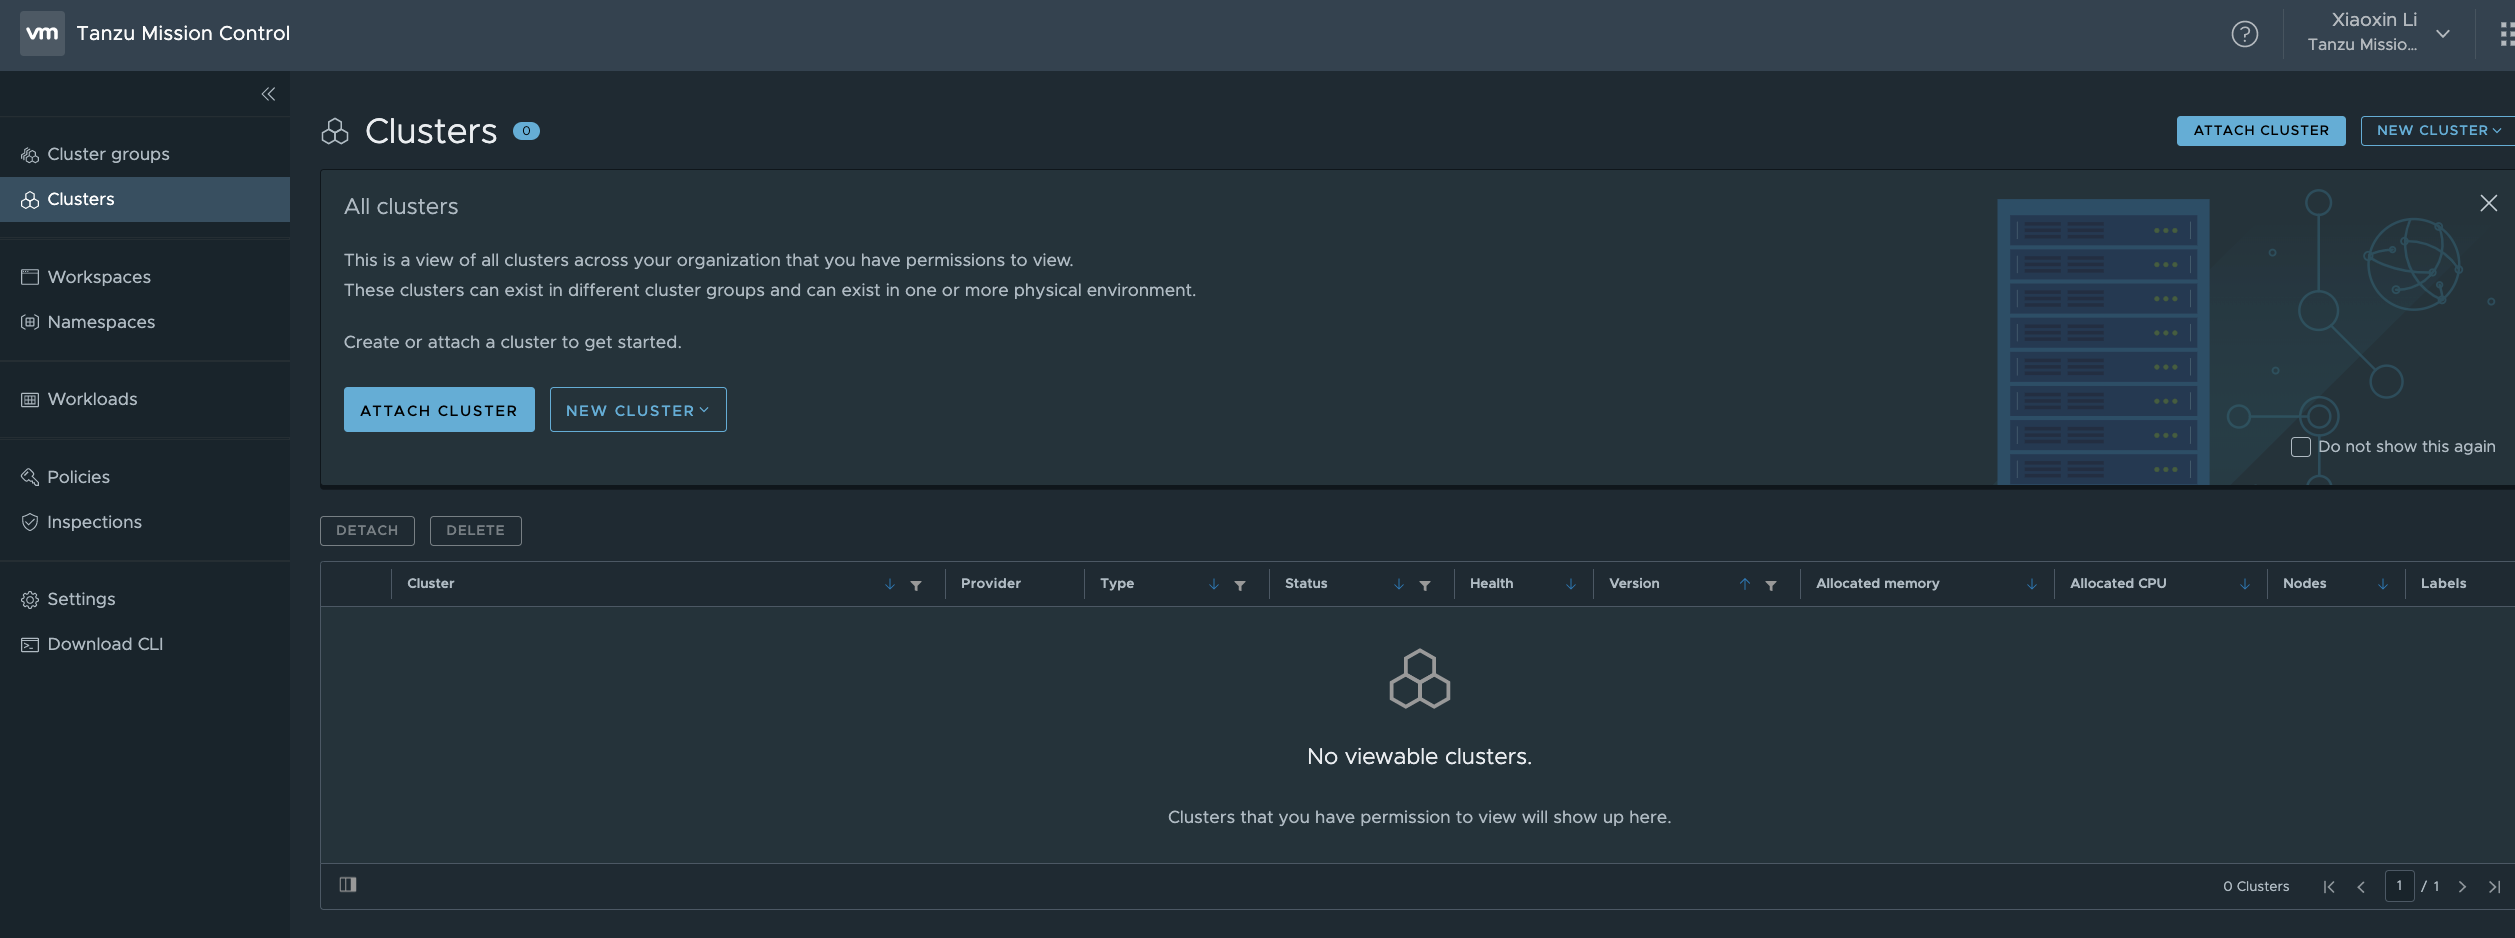 vm Tanzu Mission Control
Xiaoxin Li
Tanzu Missio...
Cluster groups
Clusters
Workspaces
Namespaces
Workloads
Policies
Inspections
Settings
Download CLI
Clusters 0
ATTACH CLUSTER NEW CLUSTER
All clusters
This is a view of all clusters across your organization that you have permissions to view.
These clusters can exist in different cluster groups and can exist in one or more physical environment.
Create or attach a cluster to get started.
ATTACH CLUSTER NEW CLUSTER
Do not show this again
DETACH DELETE
Cluster Provider Type Status Health Version Allocated memory Allocated CPU Nodes Labels
No viewable clusters.
Clusters that you have permission to view will show up here.
0 Clusters 1 / 1